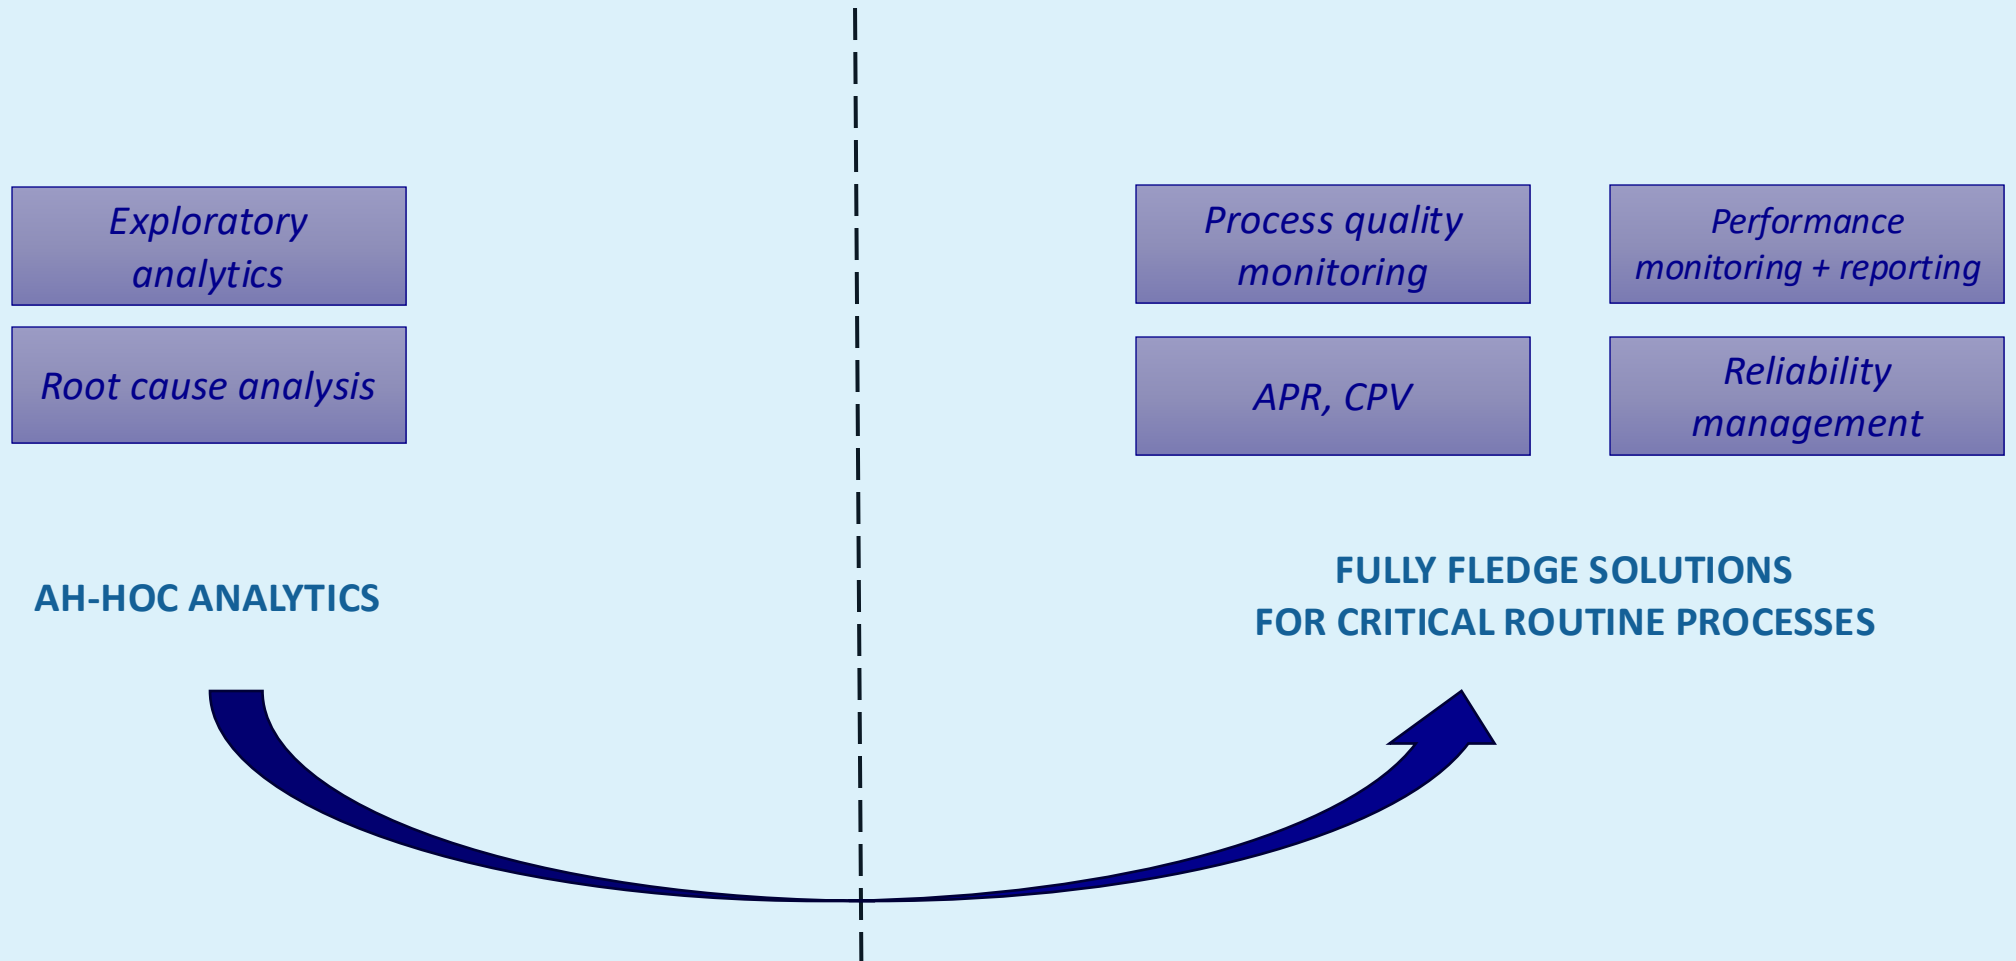 Exploratory
analytics
Root cause analysis
AH-HOC ANALYTICS
Process quality
monitoring
Performance
monitoring + reporting
APR, CPV
Reliability
management
FULLY FLEDGE SOLUTIONS
FOR CRITICAL ROUTINE PROCESSES